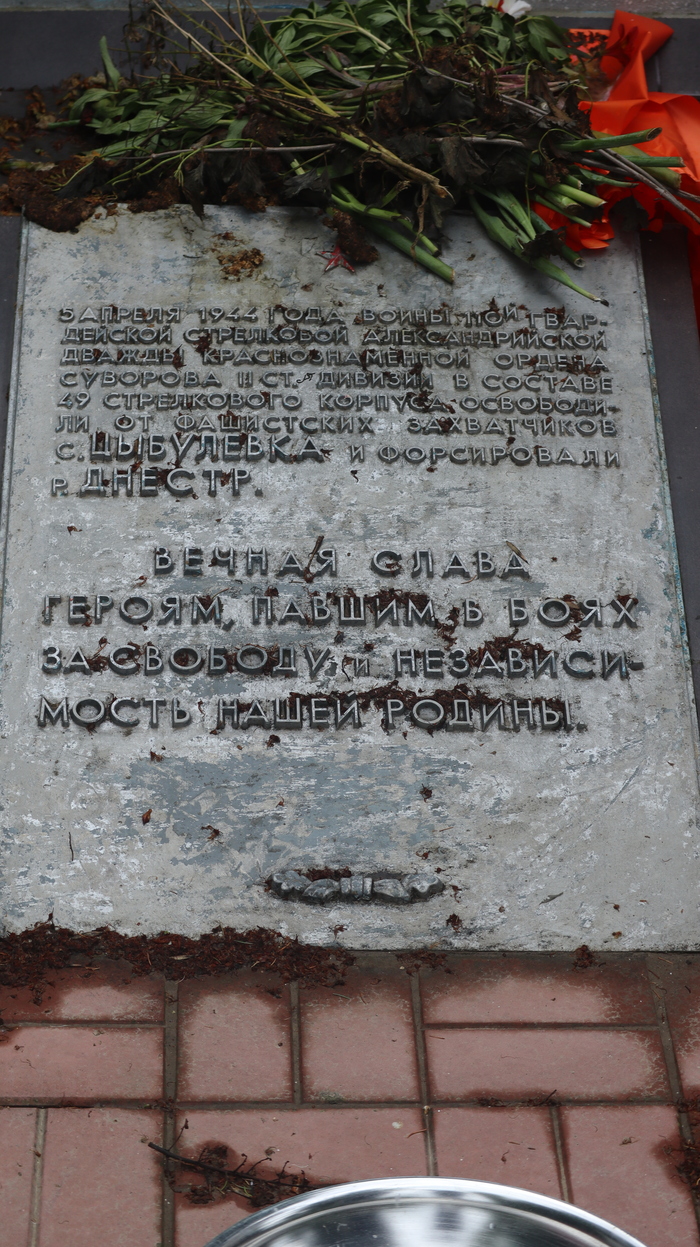 5 АПРЕЛЯ 1944 ГОДА ВОИНЫ 110Й ГВАР-
ДЕЙСКОЙ СТРЕЛКОВОЙ АЛЕКСАНДРИЙСКОЙ
ДВАЖДЫ КРАСНОЗНАМЁННОЙ ОРДЕНА
СУВОРОВА II СТ. ДИВИЗИИ В СОСТАВЕ
49 СТРЕЛКОВОГО КОРПУСА ОСВОБОДИ-
ЛИ ОТ ФАШИСТСКИХ ЗАХВАТЧИКОВ
С. ЦЫБУЛЕВКА И ФОРСИРОВАЛИ
Р. ДНЕСТР.
ВЕЧНАЯ СЛАВА
ГЕРОЯМ, ПАВШИМ В БОЯХ
ЗА СВОБОДУ И НЕЗАВИСИ-
МОСТЬ НАШЕЙ РОДИНЫ.